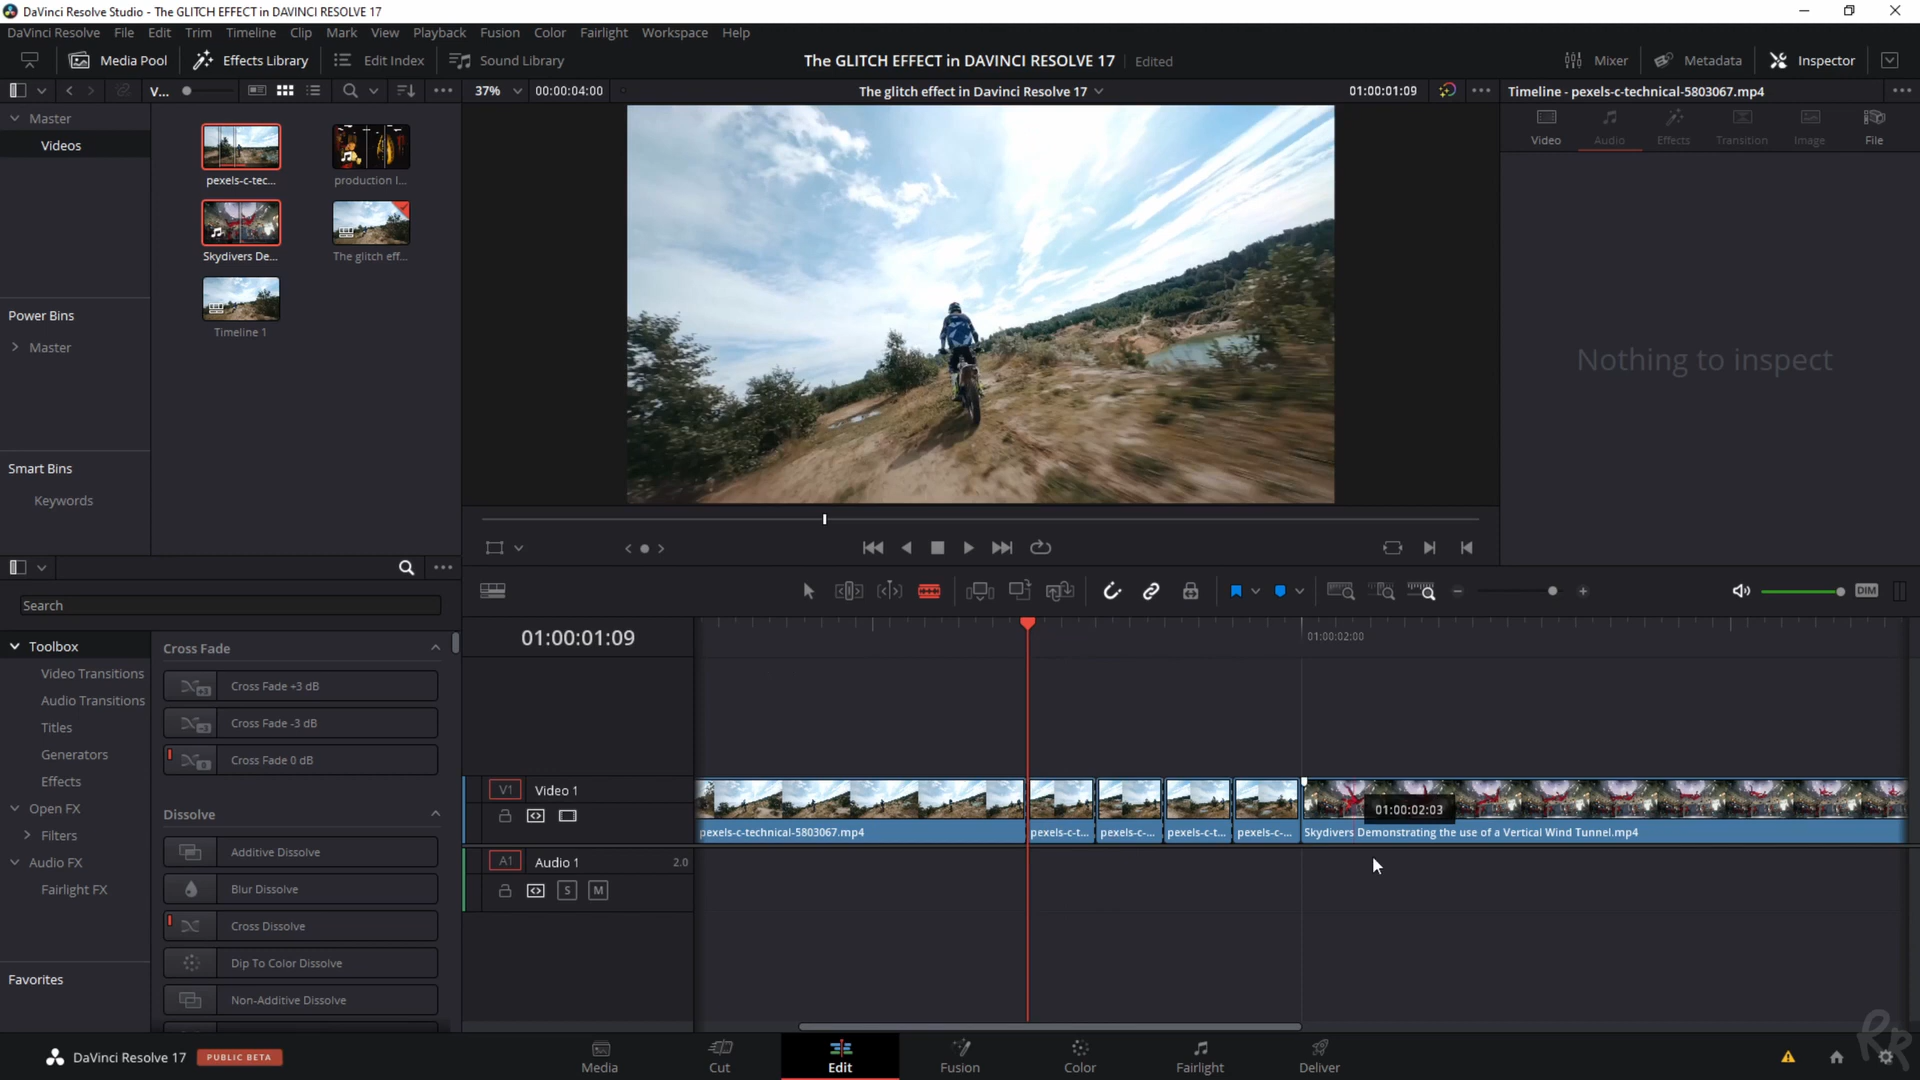 DaVinci Resolve Studio - The GLITCH EFFECT in DAVINCI RESOLVE 17
DaVinci Resolve File Edit Trim Timeline Clip Mark View Playback Fusion Color Fairlight Workspace Help
Media Pool Effects Library Edit Index Sound Library The GLITCH EFFECT in DAVINCI RESOLVE 17 Edited Mixer Metadata Inspector
V... 37% 00:00:04:00 The glitch effect in Davinci Resolve 17 01:00:01:09 Timeline - pexels-c-technical-5803067.mp4
Master
Videos
pexels-c-tec...
production l...
Skydivers De...
The glitch eff...
Timeline 1
Power Bins
Master
Smart Bins
Keywords
Video Audio Effects Transition Image File
Nothing to inspect
Search
Toolbox
Video Transitions
Audio Transitions
Titles
Generators
Effects
Open FX
Filters
Audio FX
Fairlight FX
Favorites
Cross Fade
Cross Fade +3 dB
Cross Fade -3 dB
Cross Fade 0 dB
Dissolve
Additive Dissolve
Blur Dissolve
Cross Dissolve
Dip To Color Dissolve
Non-Additive Dissolve
DIM
01:00:01:09
01:00:02:00
V1 Video 1
01:00:02:03
pexels-c-technical-5803067.mp4 pexels-c-t... pexels-c-... pexels-c-t... pexels-c-... Skydivers Demonstrating the use of a Vertical Wind Tunnel.mp4
A1 Audio 1 2.0
S M
DaVinci Resolve 17 PUBLIC BETA
Media Cut Edit Fusion Color Fairlight Deliver
RR